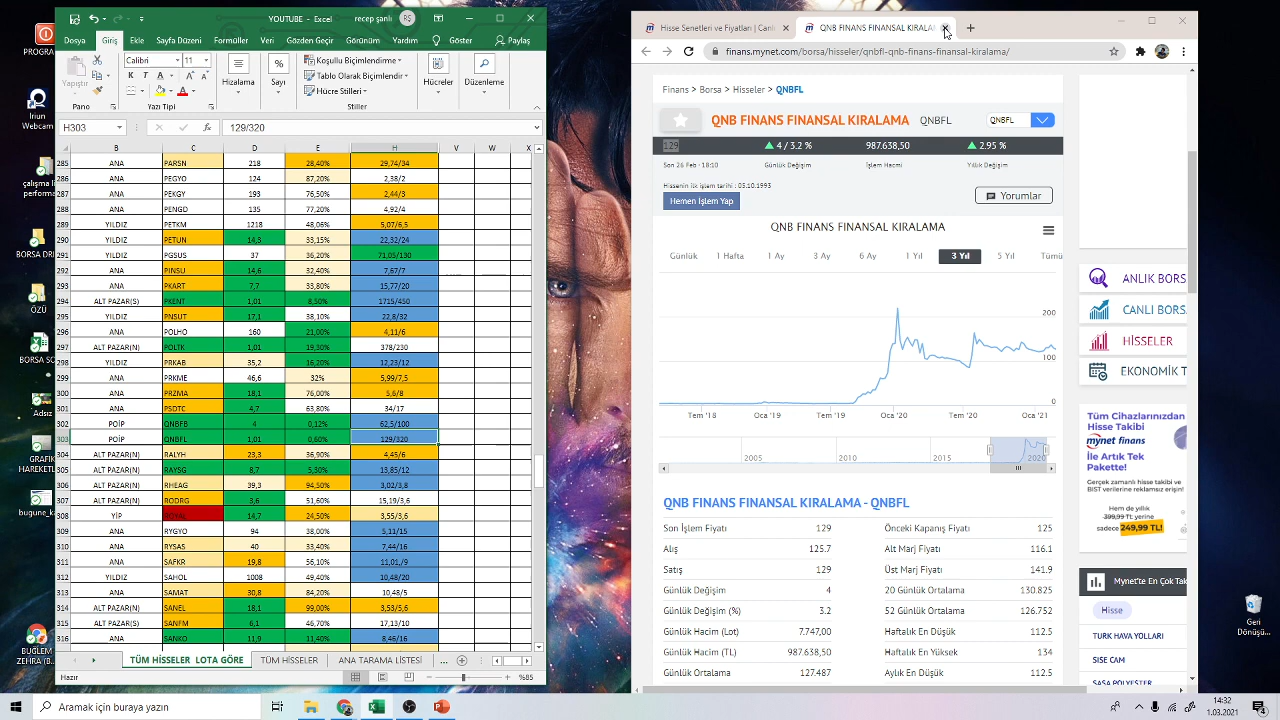 YOUTUBE - Excel
recep şanlı
RŞ
Dosya Giriş Ekle Sayfa Düzeni Formüller Veri Gözden Geçir Görünüm Yardım Göster Paylaş
Yapıştır
Calibri 11
K T A
Hizalama
%
Sayı
Koşullu Biçimlendirme
Tablo Olarak Biçimlendir
Hücre Stilleri
Hücreler
Düzenleme
Pano
Yazı Tipi
Stiller
H303 fx 129/320
B C D E H V W X
285 ANA PARSN 218 28,40% 29,74/34
286 ANA PEGYO 124 87,20% 2,38/2
287 ANA PEKGY 193 76,50% 2,44/3
288 ANA PENGD 135 77,20% 4,92/4
289 YILDIZ PETKM 1218 48,06% 5,07/6,5
290 YILDIZ PETUN 14,3 33,15% 22,32/24
291 YILDIZ PGSUS 37 36,20% 71,05/130
292 ANA PINSU 14,6 32,40% 7,67/7
293 ANA PKART 7,7 33,80% 15,77/20
294 ALT PAZAR(S) PKENT 1,01 8,50% 1715/450
295 YILDIZ PNSUT 17,1 38,10% 22,8/32
296 ANA POLHO 160 21,00% 4,11/6
297 ALT PAZAR(N) POLTK 1,01 19,30% 378/230
298 YILDIZ PRKAB 35,2 16,20% 12,23/12
299 ANA PRKME 46,6 32% 5,99/7,5
300 ANA PRZMA 18,1 76,00% 5,6/8
301 ANA PSDTC 4,7 63,80% 34/17
302 POİP QNBFB 4 0,12% 62,5/100
303 POİP QNBFL 1,01 0,60% 129/320
304 ALT PAZAR(N) RALYH 23,3 36,90% 4,45/6
305 ALT PAZAR(N) RAYSG 8,7 5,30% 13,85/12
306 ALT PAZAR(N) RHEAG 39,3 94,50% 3,02/3,8
307 ALT PAZAR(N) RODRG 3,6 51,60% 15,19/3,6
308 YİP ROYAL 14,7 24,50% 3,55/3,6
309 ANA RYGYO 94 38,00% 5,11/15
310 ANA RYSAS 40 33,40% 7,44/16
311 ANA SAFKR 19,8 56,10% 11,01,/9
312 YILDIZ SAHOL 1008 49,40% 10,48/20
313 ANA SAMAT 30,8 84,20% 10,48/5
314 ALT PAZAR(N) SANEL 18,1 99,00% 3,53/5,6
315 ALT PAZAR(S) SANFM 6,1 46,70% 17,13/10
316 ANA SANKO 11,9 11,40% 8,46/16
TÜM HİSSELER LOTA GÖRE TÜM HİSSELER ANA TARAMA LİSTESİ ...
Hazır %85
Hisse Senetleri ve Fiyatları | Canlı
QNB FINANS FINANSAL KIRALAMA
finans.mynet.com/borsa/hisseler/qnbfl-qnb-finans-finansal-kiralama/
Finans > Borsa > Hisseler > QNBFL
QNB FINANS FINANSAL KIRALAMA QNBFL
QNBFL
129 4 / 3.2 % 987.638,50 2.95 %
Son 26 Feb - 18:10 Günlük Değişim İşlem Hacmi Yıllık Değişim
Hissenin ilk işlem tarihi : 05.10.1993
Hemen İşlem Yap
Yorumlar
QNB FINANS FINANSAL KIRALAMA
Günlük 1 Hafta 1 Ay 3 Ay 6 Ay 1 Yıl 3 Yıl 5 Yıl Tümü
200
100
0
Tem '18 Oca '19 Tem '19 Oca '20 Tem '20 Oca '21
2005 2010 2015 2020
QNB FINANS FINANSAL KIRALAMA - QNBFL
Son İşlem Fiyatı 129 Önceki Kapanış Fiyatı 125
Alış 125.7 Alt Marj Fiyatı 116.1
Satış 129 Üst Marj Fiyatı 141.9
Günlük Değişim 4 20 Günlük Ortalama 130.825
Günlük Değişim (%) 3.2 52 Günlük Ortalama 126.752
Günlük Hacim (Lot) 7.747,00 Haftalık En Düşük 112.5
Günlük Hacim (TL) 987.638,50 Haftalık En Yüksek 134
Günlük Ortalama 127.487 Aylık En Düşük 112.5
ANLIK BORS
CANLI BORS
HİSSELER
EKONOMİK T
Tüm Cihazlarınızdan
Hisse Takibi
mynet finans
İle Artık Tek
Pakette!
Gerçek zamanlı hisse takibi ve
BIST verilerine reklamsız erişin!
Hem de yıllık
399,99 TL yerine
sadece 249,99 TL!
Mynet'te En Çok Tak
Hisse
TURK HAVA YOLLARI
SISE CAM
SASA POLYESTER
Irıun
Webcam
çalışma li
performa
BORSA DRI
ÖZÜ
BORSA SC
Adsız
GRAFİK
HAREKETL
bugune_k
BUĞLEM
ZEFİRA/(B...
Geri
Dönüşü...
Aramak için buraya yazın
14:32
1.03.2021